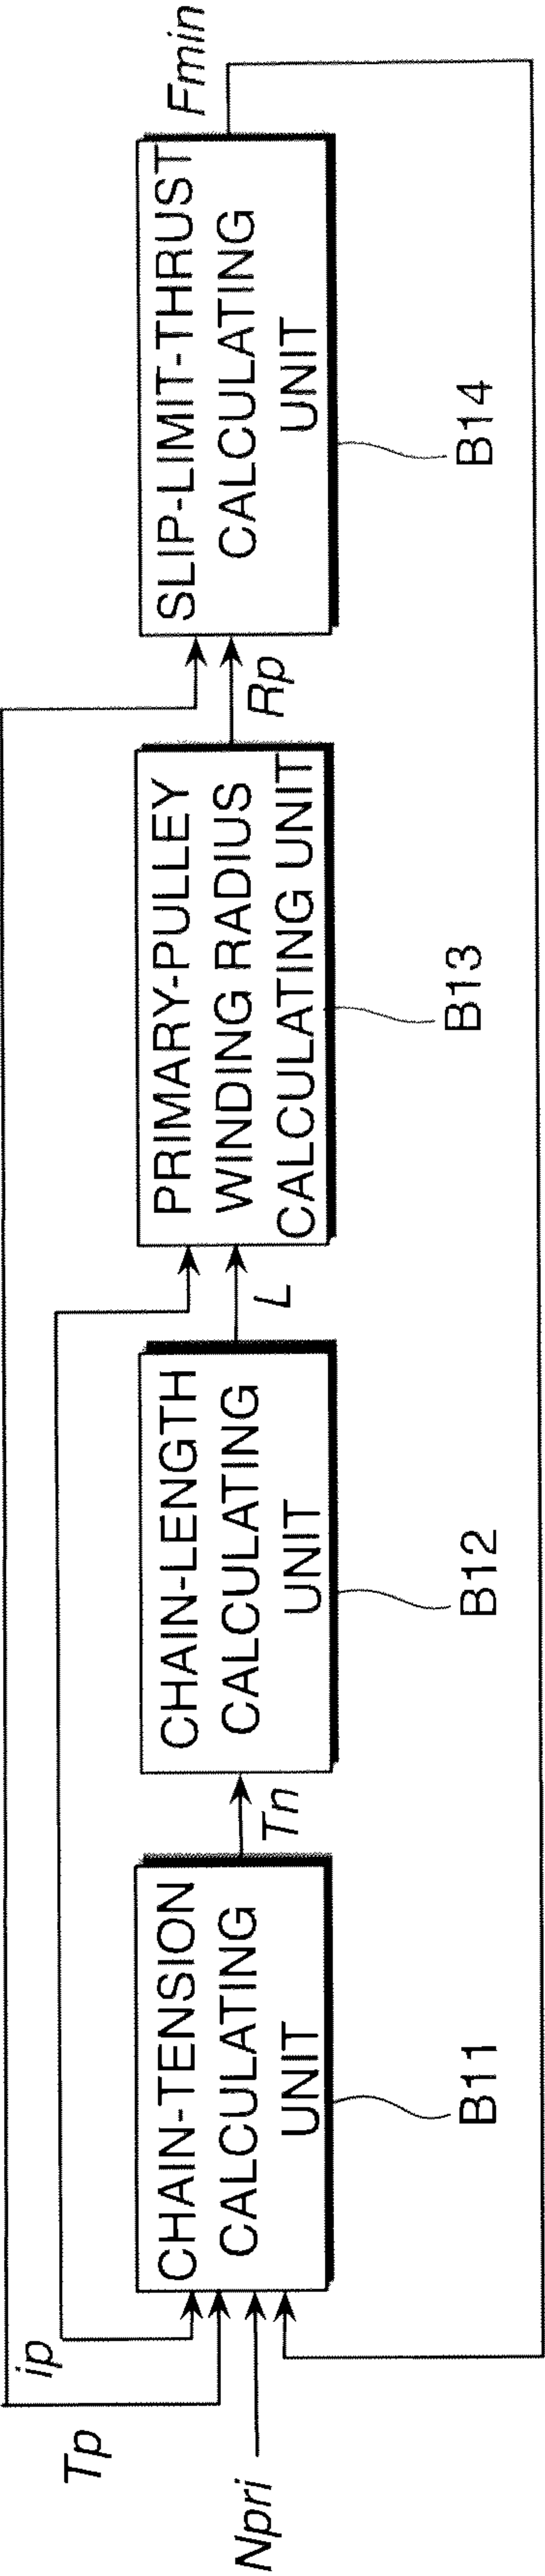 Tp
ip
Npri
CHAIN-TENSION
CALCULATING
UNIT
B11
Tn
CHAIN-LENGTH
CALCULATING
UNIT
B12
L
PRIMARY-PULLEY
WINDING RADIUS
CALCULATING UNIT
B13
Rp
SLIP-LIMIT-THRUST
CALCULATING
UNIT
B14
Fmin